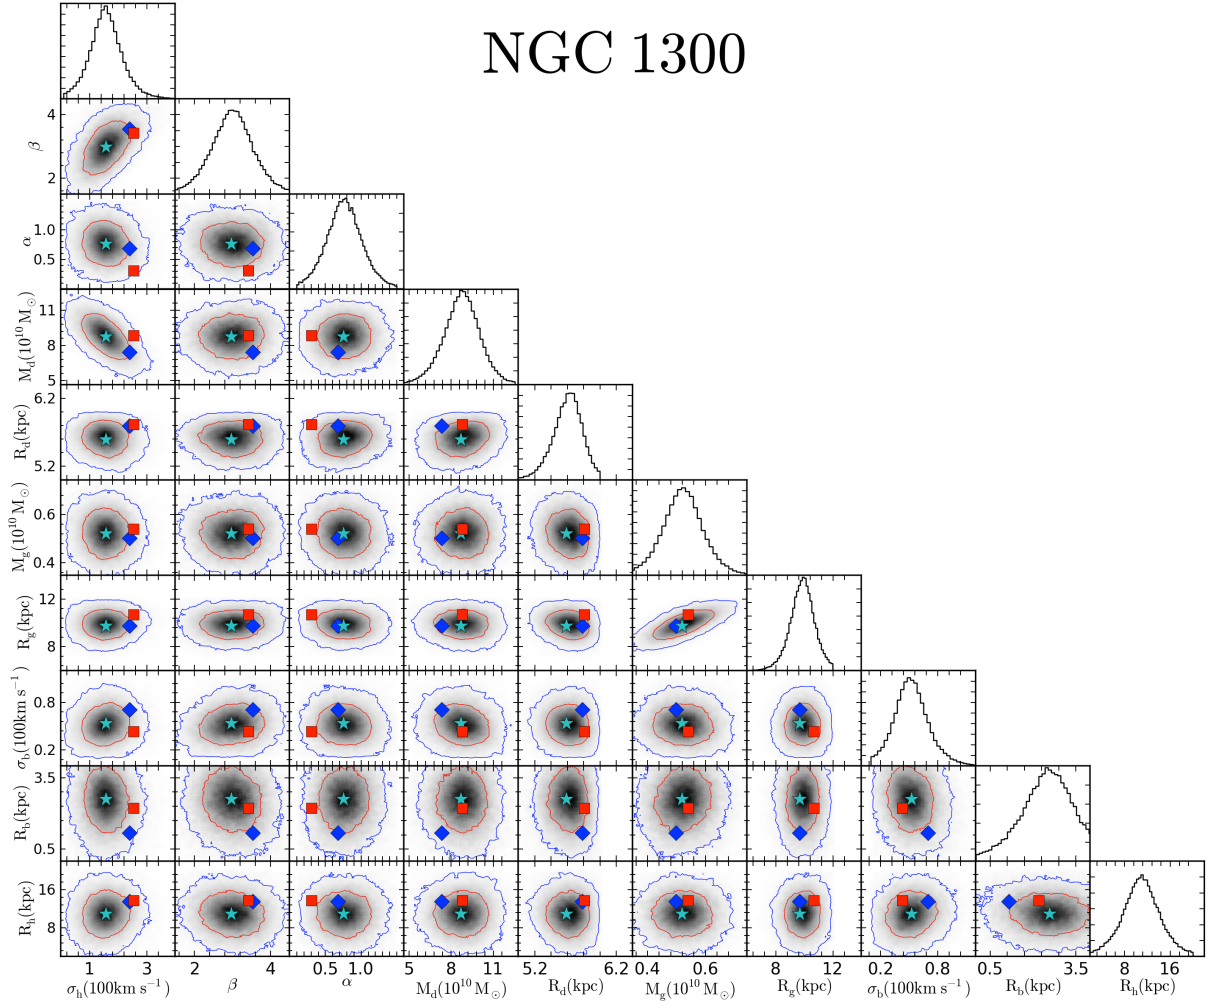 NGC 1300
4
2
β
1.0
0.5
α
11
8
5
M_d(10^10 M_⊙)
6.2
5.2
R_d(kpc)
0.6
0.4
M_g(10^10 M_⊙)
12
8
R_g(kpc)
0.8
0.2
σ_b(100km s^-1)
3.5
0.5
R_b(kpc)
16
8
R_h(kpc)
1 3 2 4 0.5 1.0 5 8 11 5.2 6.2 0.4 0.6 8 12 0.2 0.8 0.5 3.5 8 16
σ_h(100km s^-1) β α M_d(10^10 M_⊙) R_d(kpc) M_g(10^10 M_⊙) R_g(kpc) σ_b(100km s^-1) R_b(kpc) R_h(kpc)